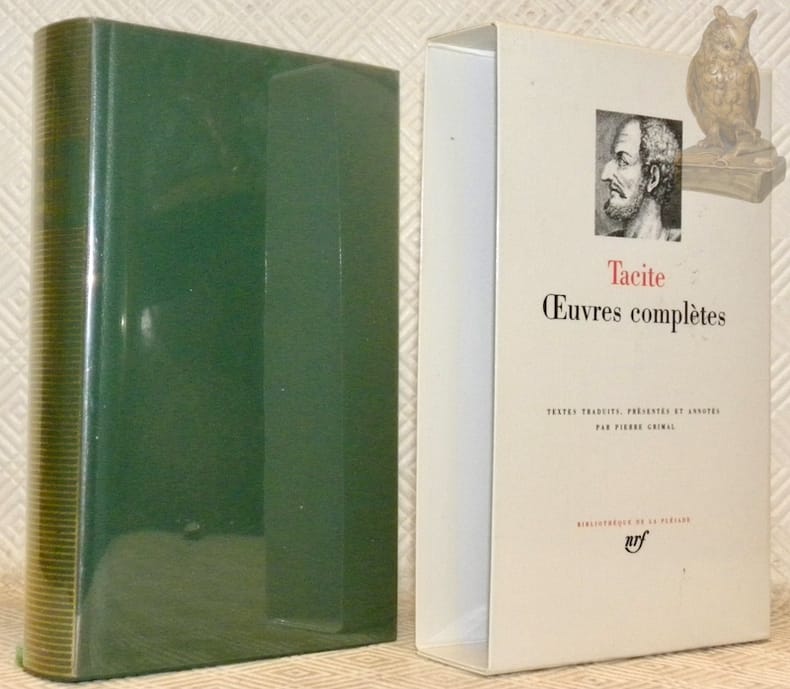 Tacite
Œuvres complètes
TEXTES TRADUITS, PRÉSENTÉS ET ANNOTÉS
PAR PIERRE GRIMAL
BIBLIOTHÈQUE DE LA PLÉIADE
nrf